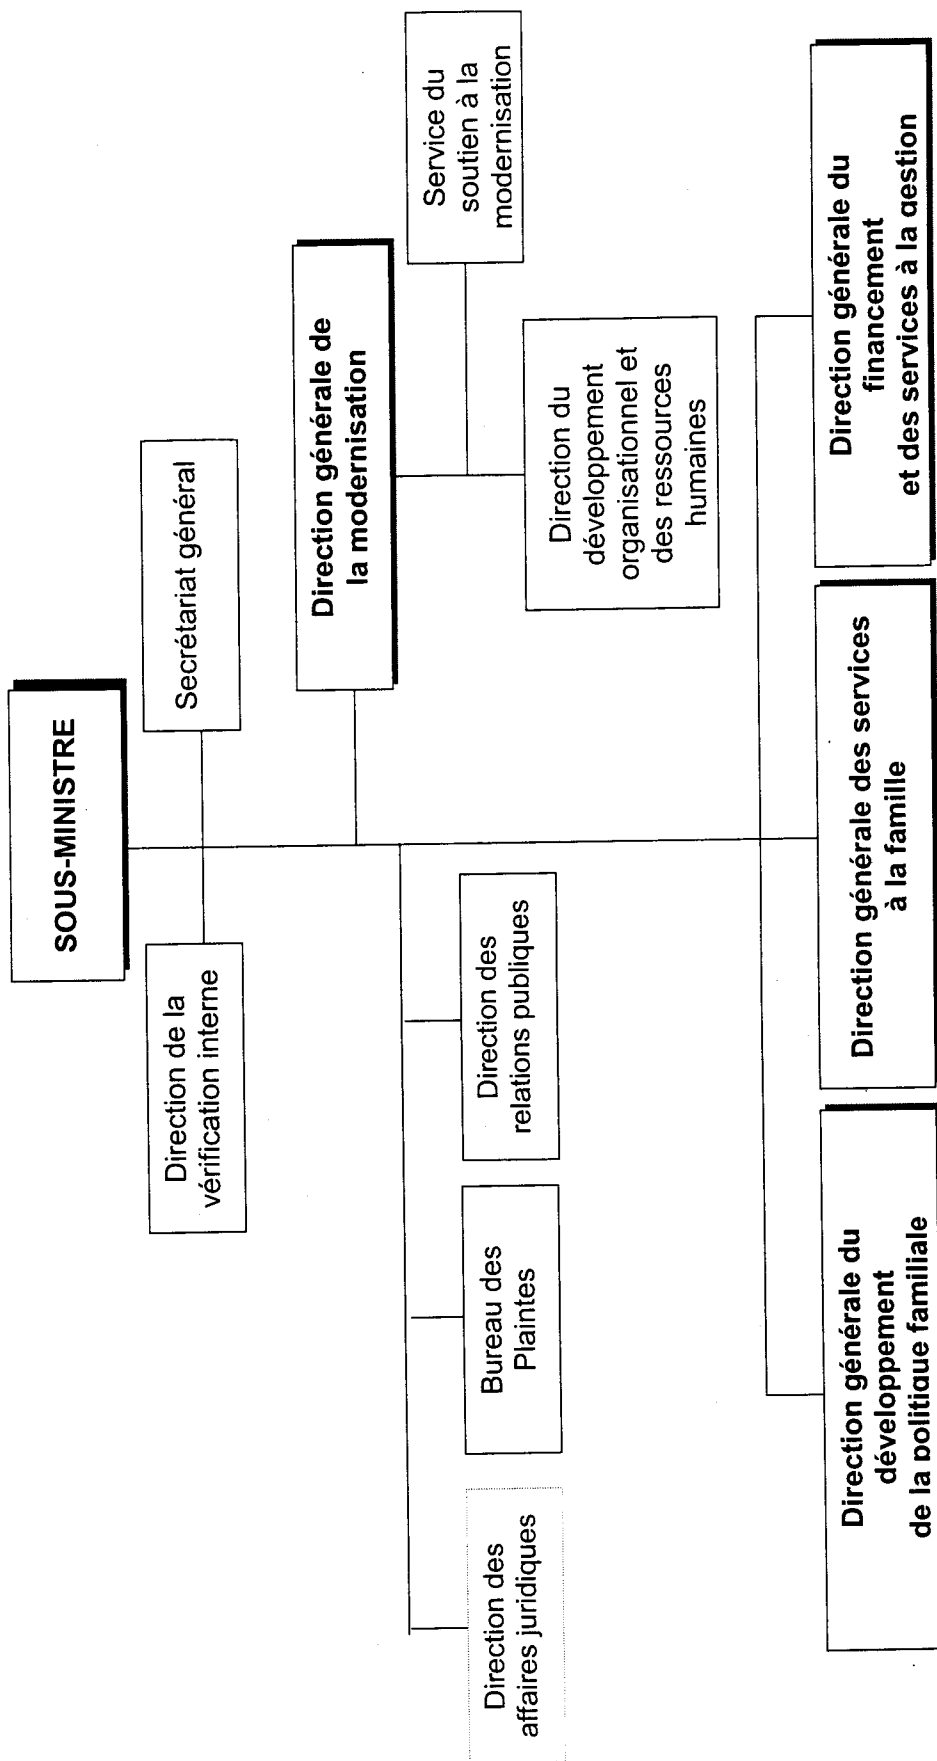 SOUS-MINISTRE
Direction de la
vérification interne
Secrétariat général
Direction générale de
la modernisation
Service du
soutien à la
modernisation
Direction du
développement
organisationnel et
des ressources
humaines
Direction des
affaires juridiques
Bureau des
Plaintes
Direction des
relations publiques
Direction générale du
développement
de la politique familiale
Direction générale des services
à la famille
Direction générale du
financement
et des services à la gestion